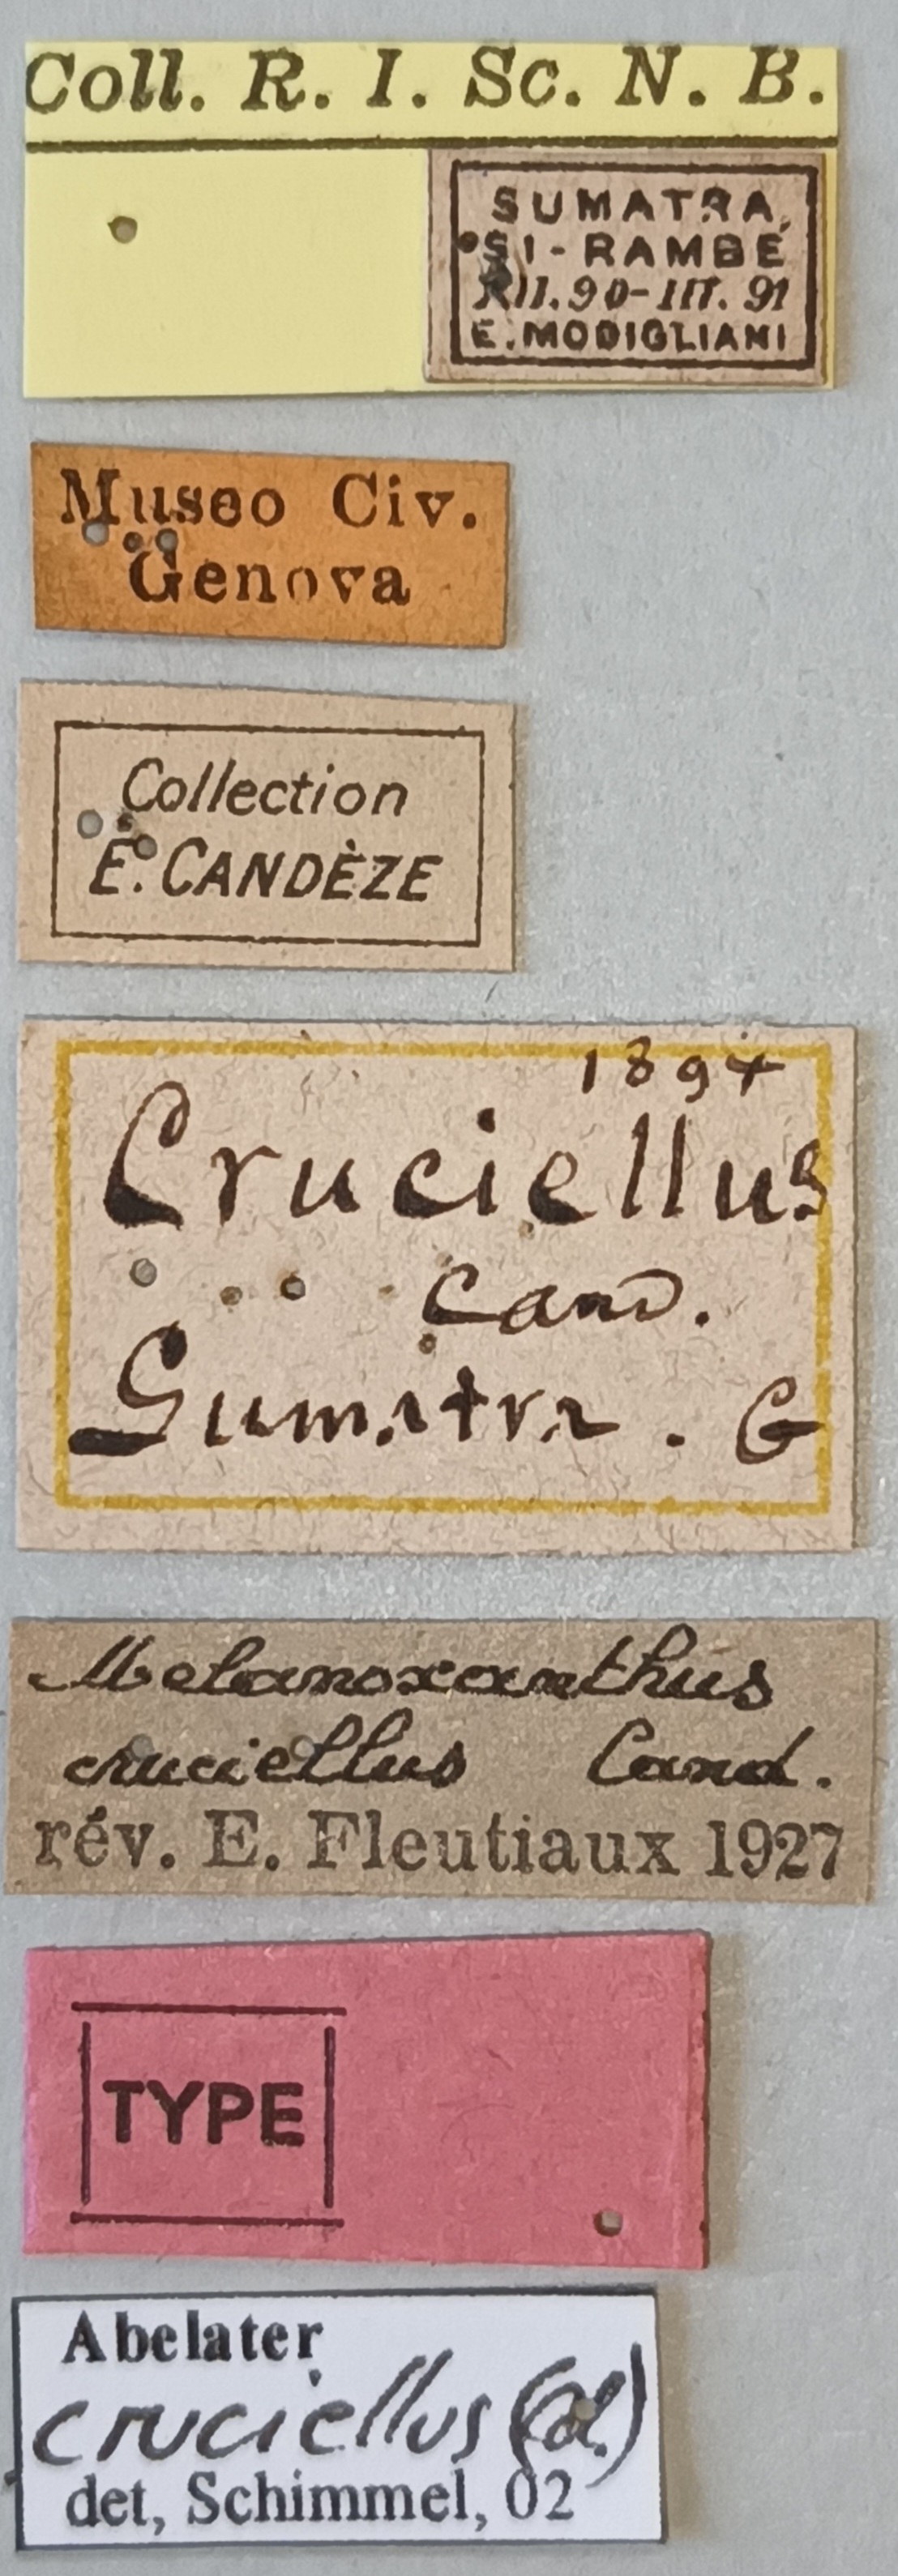 Coll. R. I. Sc. N. B.
SUMATRA
SI-RAMBÉ
XII.90-III.91
E. MODIGLIANI
Museo Civ.
Genova
Collection
E. CANDÈZE
1894
Cruciellus
Cand.
Sumatra. G
Melanoxanthus
cruciellus Cand.
rév. E. Fleutiaux 1927
TYPE
Abelater
cruciellus (Cd.)
det, Schimmel, 02